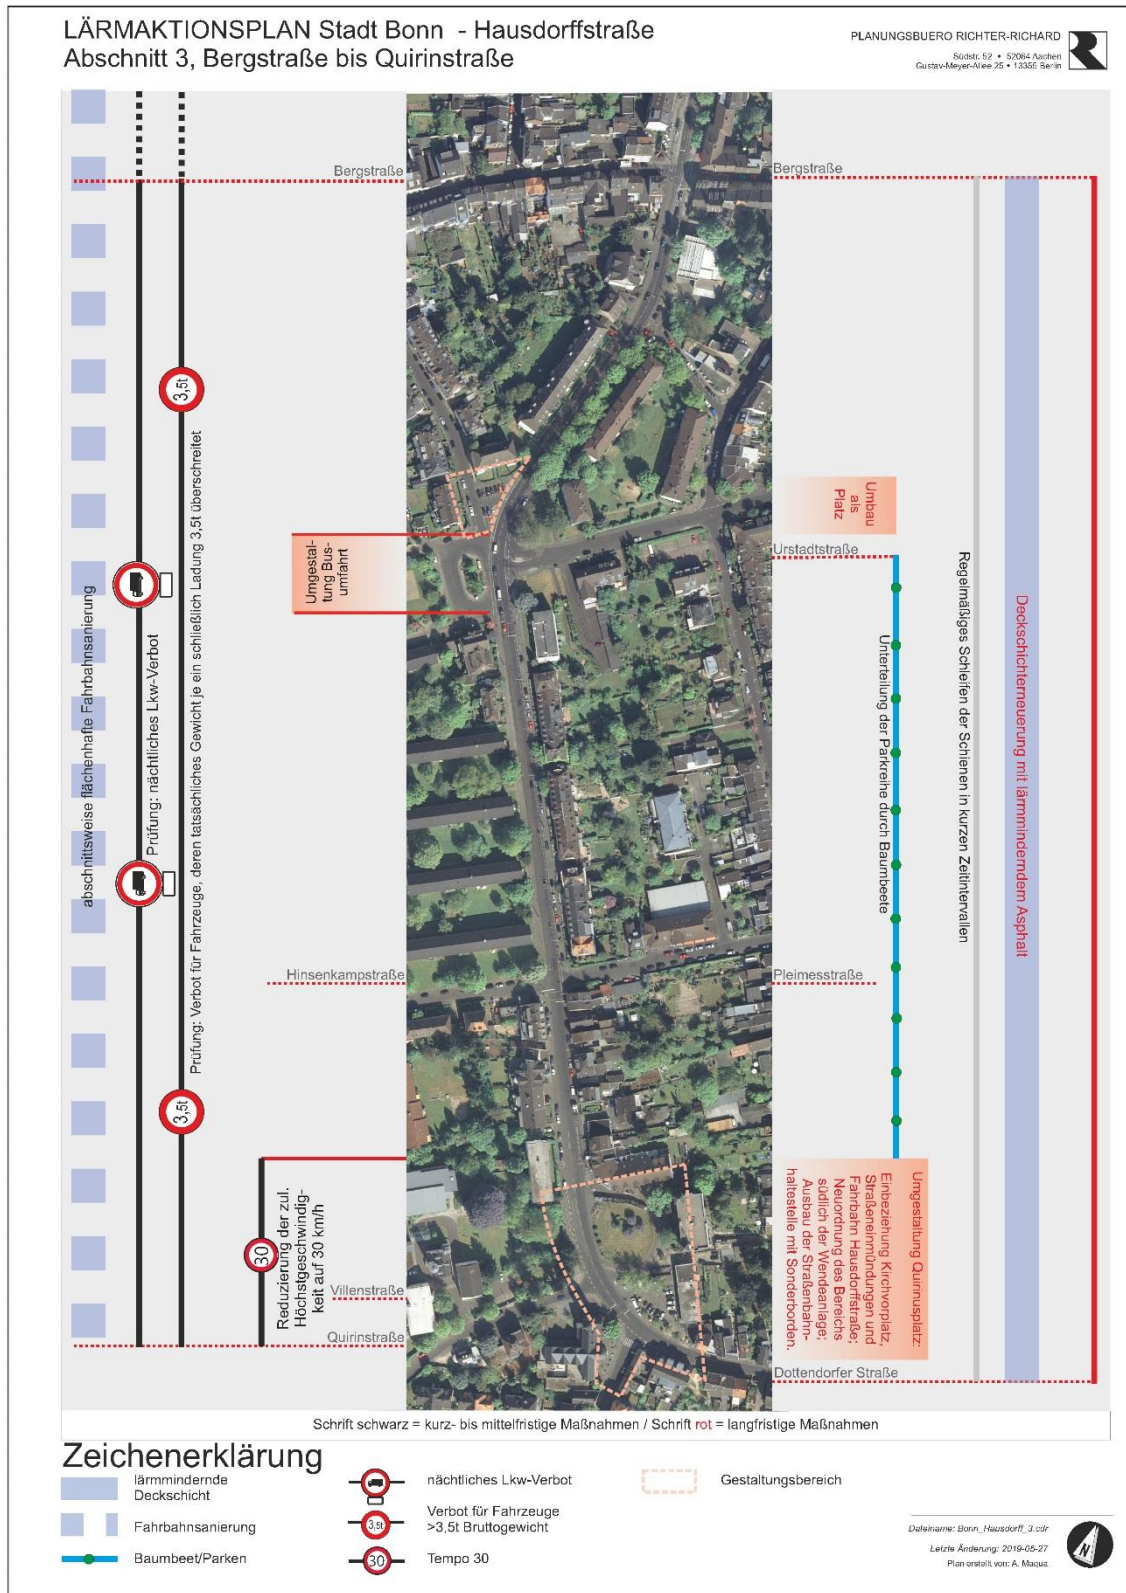 LÄRMAKTIONSPLAN Stadt Bonn - Hausdorffstraße
Abschnitt 3, Bergstraße bis Quirinstraße
PLANUNGSBUERO RICHTER-RICHARD
Südstr. 52 • 52064 Aachen
Gustav-Meyer-Allee 25 • 13355 Berlin
Bergstraße
Bergstraße
3,5t
abschnittsweise flächenhafte Fahrbahnsanierung
Prüfung: nächtliches Lkw-Verbot
Prüfung: Verbot für Fahrzeuge, deren tatsächliches Gewicht je ein schließlich Ladung 3,5t überschreitet
Umgestal-
tung Bus-
umfahrt
Umbau
als
Platz
Urstadtstraße
Unterteilung der Parkreihe durch Baumbeete
Regelmäßiges Schleifen der Schienen in kurzen Zeitintervallen
Deckschichterneuerung mit lärmminderndem Asphalt
Hinsenkampstraße
Pleimesstraße
3,5t
30
Reduzierung der zul.
Höchstgeschwindig-
keit auf 30 km/h
Villenstraße
Quirinstraße
Umgestaltung Quirinusplatz:
Einbeziehung Kirchvorplatz,
Straßeneinmündungen und
Fahrbahn Hausdorffstraße;
Neuordnung des Bereichs
südlich der Wendeanlage;
Ausbau der Straßenbahn-
haltestelle mit Sonderborden.
Dottendorfer Straße
Schrift schwarz = kurz- bis mittelfristige Maßnahmen / Schrift rot = langfristige Maßnahmen
Zeichenerklärung
lärmmindernde
Deckschicht
Fahrbahnsanierung
Baumbeet/Parken
nächtliches Lkw-Verbot
3,5t
Verbot für Fahrzeuge
>3,5t Bruttogewicht
30
Tempo 30
Gestaltungsbereich
Dateiname: Bonn_Hausdorff_3.cdr
Letzte Änderung: 2019-05-27
Plan erstellt von: A. Maqua
N